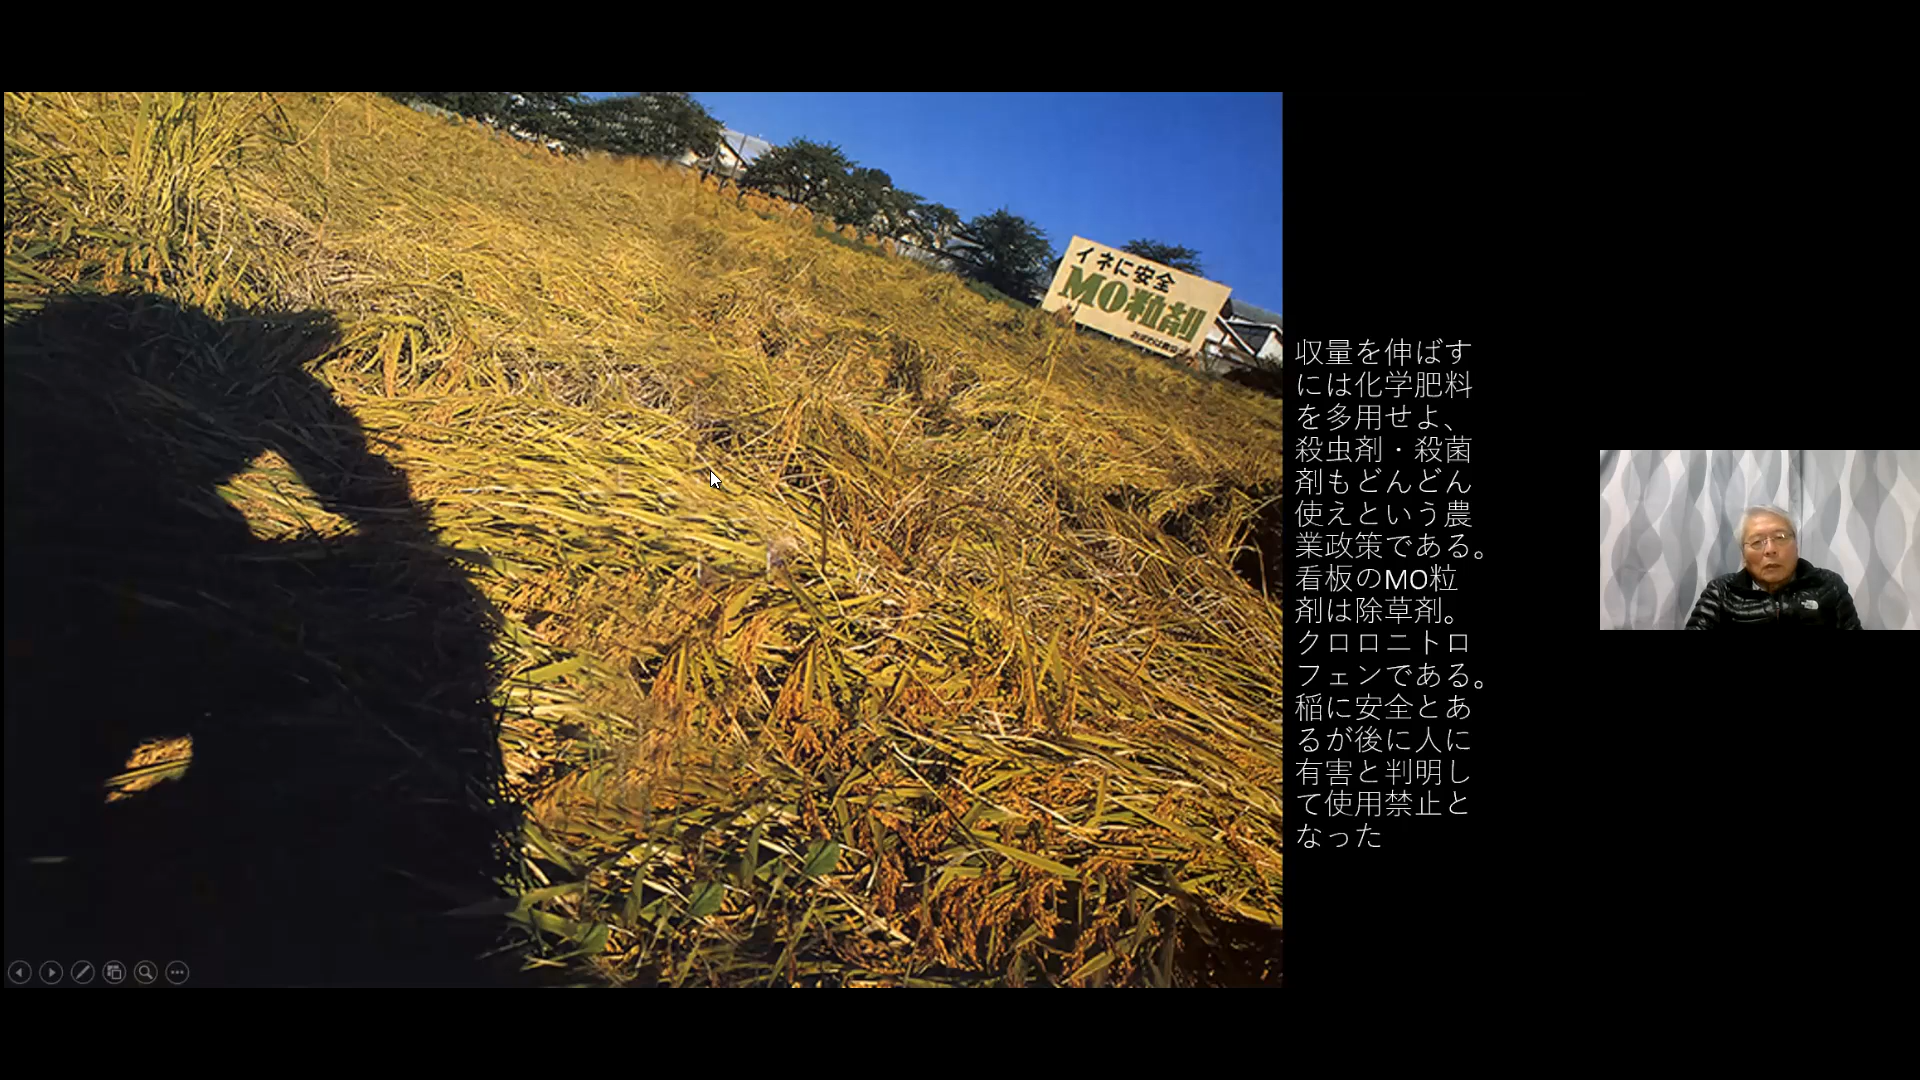 イネに安全
MO粒剤
収量を伸ばす
には化学肥料
を多用せよ、
殺虫剤・殺菌
剤もどんどん
使えという農
業政策である。
看板のMO粒
剤は除草剤。
クロロニトロ
フェンである。
稲に安全とあ
るが後に人に
有害と判明し
て使用禁止と
なった